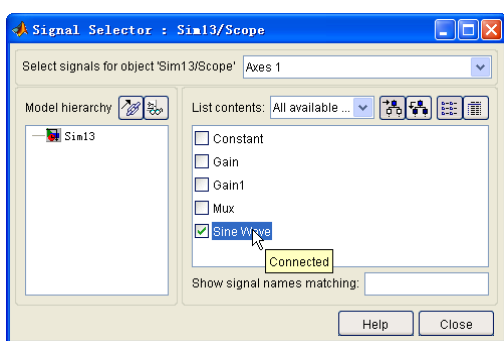 Signal Selector : Sim13/Scope
Select signals for object 'Sim13/Scope' Axes 1
Model hierarchy
Sim13
List contents: All available ...
Constant
Gain
Gain1
Mux
Sine Wave
Connected
Show signal names matching:
Help Close